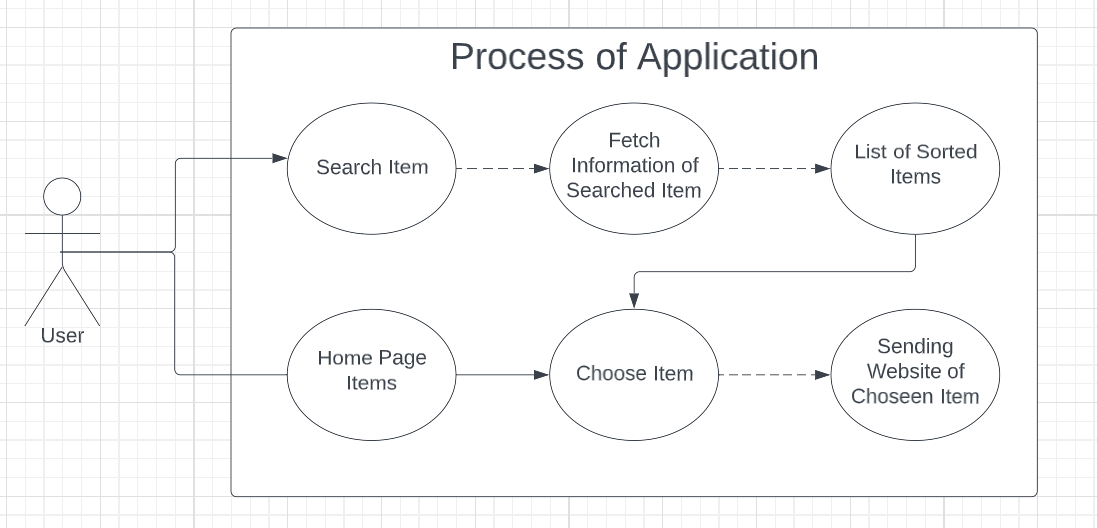 Process of Application
Search Item
Fetch
Information of
Searched Item
List of Sorted
Items
User
Home Page
Items
Choose Item
Sending
Website of
Choseen Item